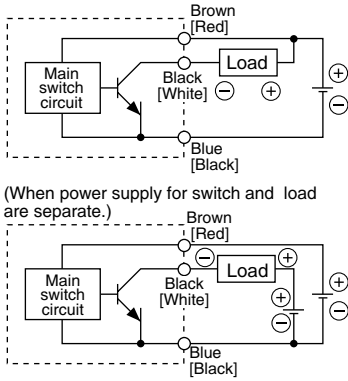 Brown
[Red]
Main
switch
circuit
Load
Black
[White]
⊖ ⊕
⊕
⊖
Blue
[Black]
(When power supply for switch and load
are separate.)
Brown
[Red]
Main
switch
circuit
⊖ Load ⊕
Black
[White]
⊕
⊖
⊕
⊖
Blue
[Black]